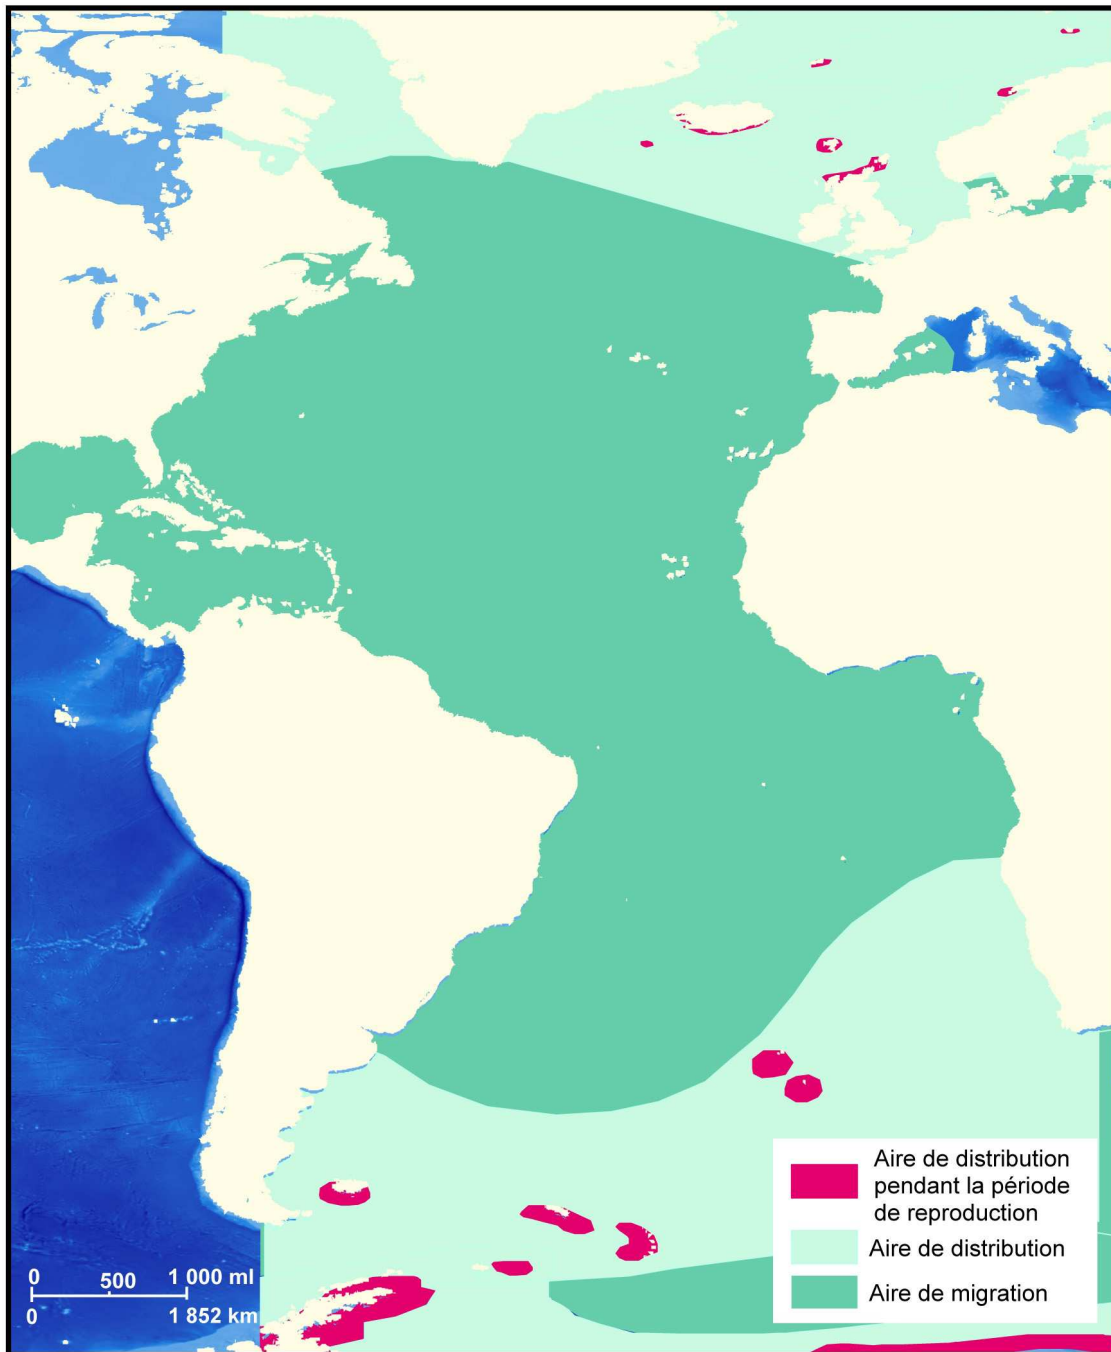 Aire de distribution
pendant la période
de reproduction
Aire de distribution
Aire de migration
0 500 1 000 ml
0 1 852 km